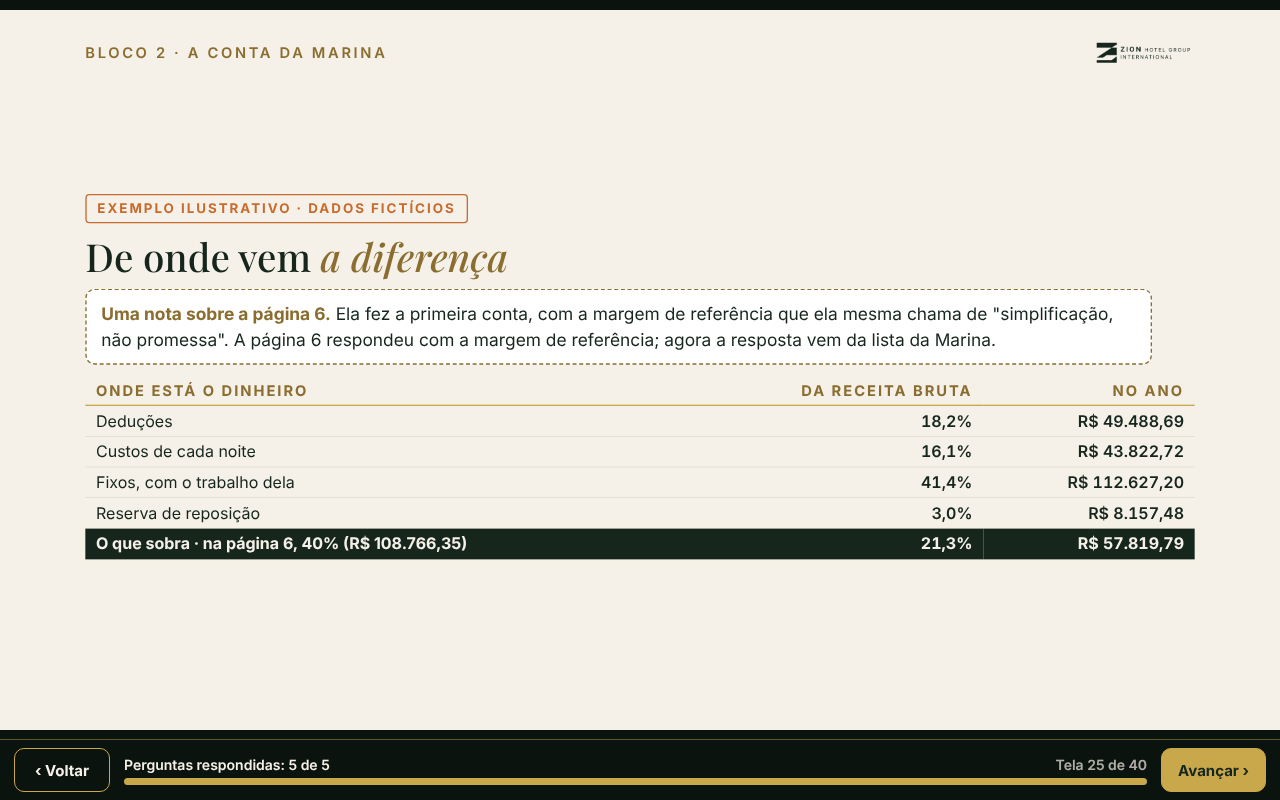 BLOCO 2 · A CONTA DA MARINA
ZION HOTEL GROUP
INTERNATIONAL
EXEMPLO ILUSTRATIVO · DADOS FICTÍCIOS
De onde vem a diferença
Uma nota sobre a página 6. Ela fez a primeira conta, com a margem de referência que ela mesma chama de "simplificação,
não promessa". A página 6 respondeu com a margem de referência; agora a resposta vem da lista da Marina.
ONDE ESTÁ O DINHEIRO DA RECEITA BRUTA NO ANO
Deduções 18,2% R$ 49.488,69
Custos de cada noite 16,1% R$ 43.822,72
Fixos, com o trabalho dela 41,4% R$ 112.627,20
Reserva de reposição 3,0% R$ 8.157,48
O que sobra · na página 6, 40% (R$ 108.766,35) 21,3% R$ 57.819,79
‹ Voltar
Perguntas respondidas: 5 de 5
Tela 25 de 40
Avançar ›